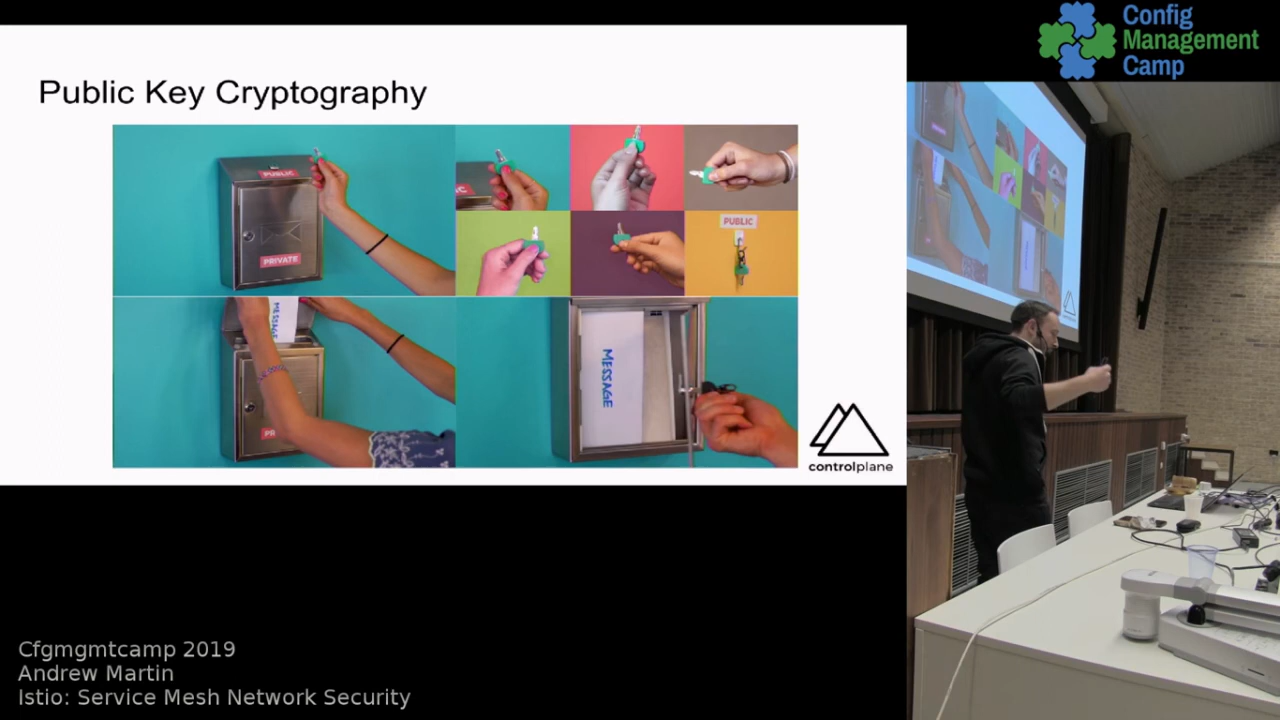 Config
Management
Camp
Public Key Cryptography
PUBLIC
PRIVATE
PUBLIC
MESSAGE
PR
MESSAGE
controlplane
Cfgmgmtcamp 2019
Andrew Martin
Istio: Service Mesh Network Security